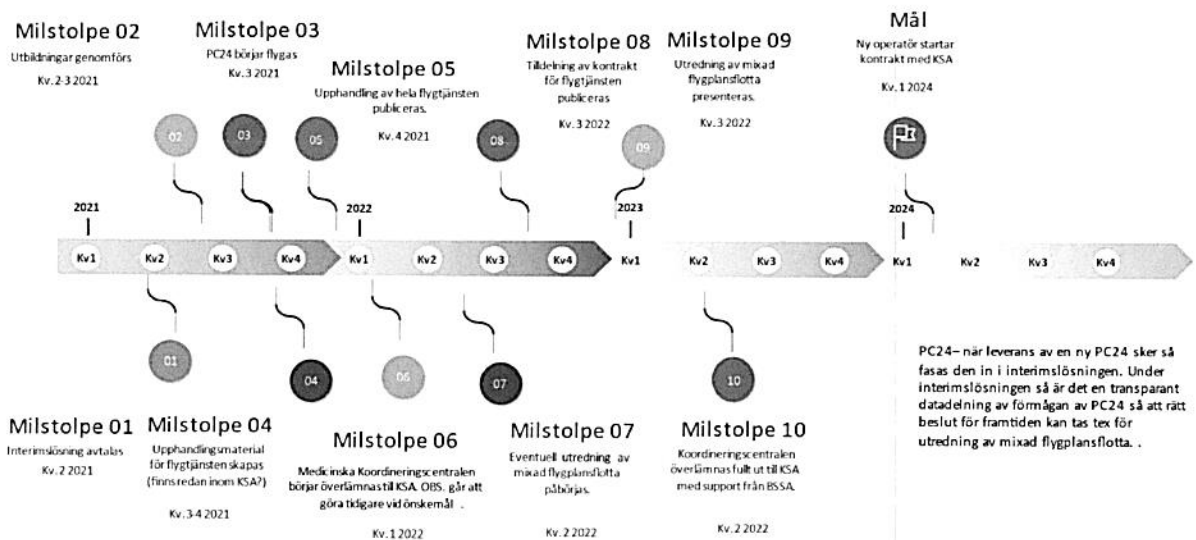 Milstolpe 02
Utbildningar genomförs
Kv. 2-3 2021
Milstolpe 03
PC24 börjar flygas
Kv. 3 2021
Milstolpe 05
Upphandling av hela flygtjänsten
publiceras.
Kv. 4 2021
Milstolpe 08
Tilldelning av kontrakt
för flygtjänsten
publiceras
Kv. 3 2022
Milstolpe 09
Utredning av mixad
flygplansflotta
presenteras.
Kv. 3 2022
Mål
Ny operatör startar
kontrakt med KSA
Kv. 1 2024
02
03
05
08
09
2021
2022
2023
2024
Kv1
Kv2
Kv3
Kv4
Kv1
Kv2
Kv3
Kv4
Kv1
Kv2
Kv3
Kv4
Kv1
Kv2
Kv3
Kv4
01
04
06
07
10
Milstolpe 01
Interimslösning avtalas
Kv. 2 2021
Milstolpe 04
Upphandlingsmaterial
för flygtjänsten skapas
(finns redan inom KSA?)
Kv. 3-4 2021
Milstolpe 06
Medicinska Koordineringscentralen
börjar överlämnas till KSA. OBS. går att
göra tidigare vid önskemål .
Kv. 1 2022
Milstolpe 07
Eventuell utredning av
mixad flygplansflotta
påbörjas.
Kv. 2 2022
Milstolpe 10
Koordineringscentralen
överlämnas fullt ut till KSA
med support från BSSA.
Kv. 2 2022
PC24– när leverans av en ny PC24 sker så
fasas den in i interimslösningen. Under
interimslösningen så är det en transparant
datadelning av förmågan av PC24 så att rätt
beslut för framtiden kan tas tex för
utredning av mixad flygplansflotta. .